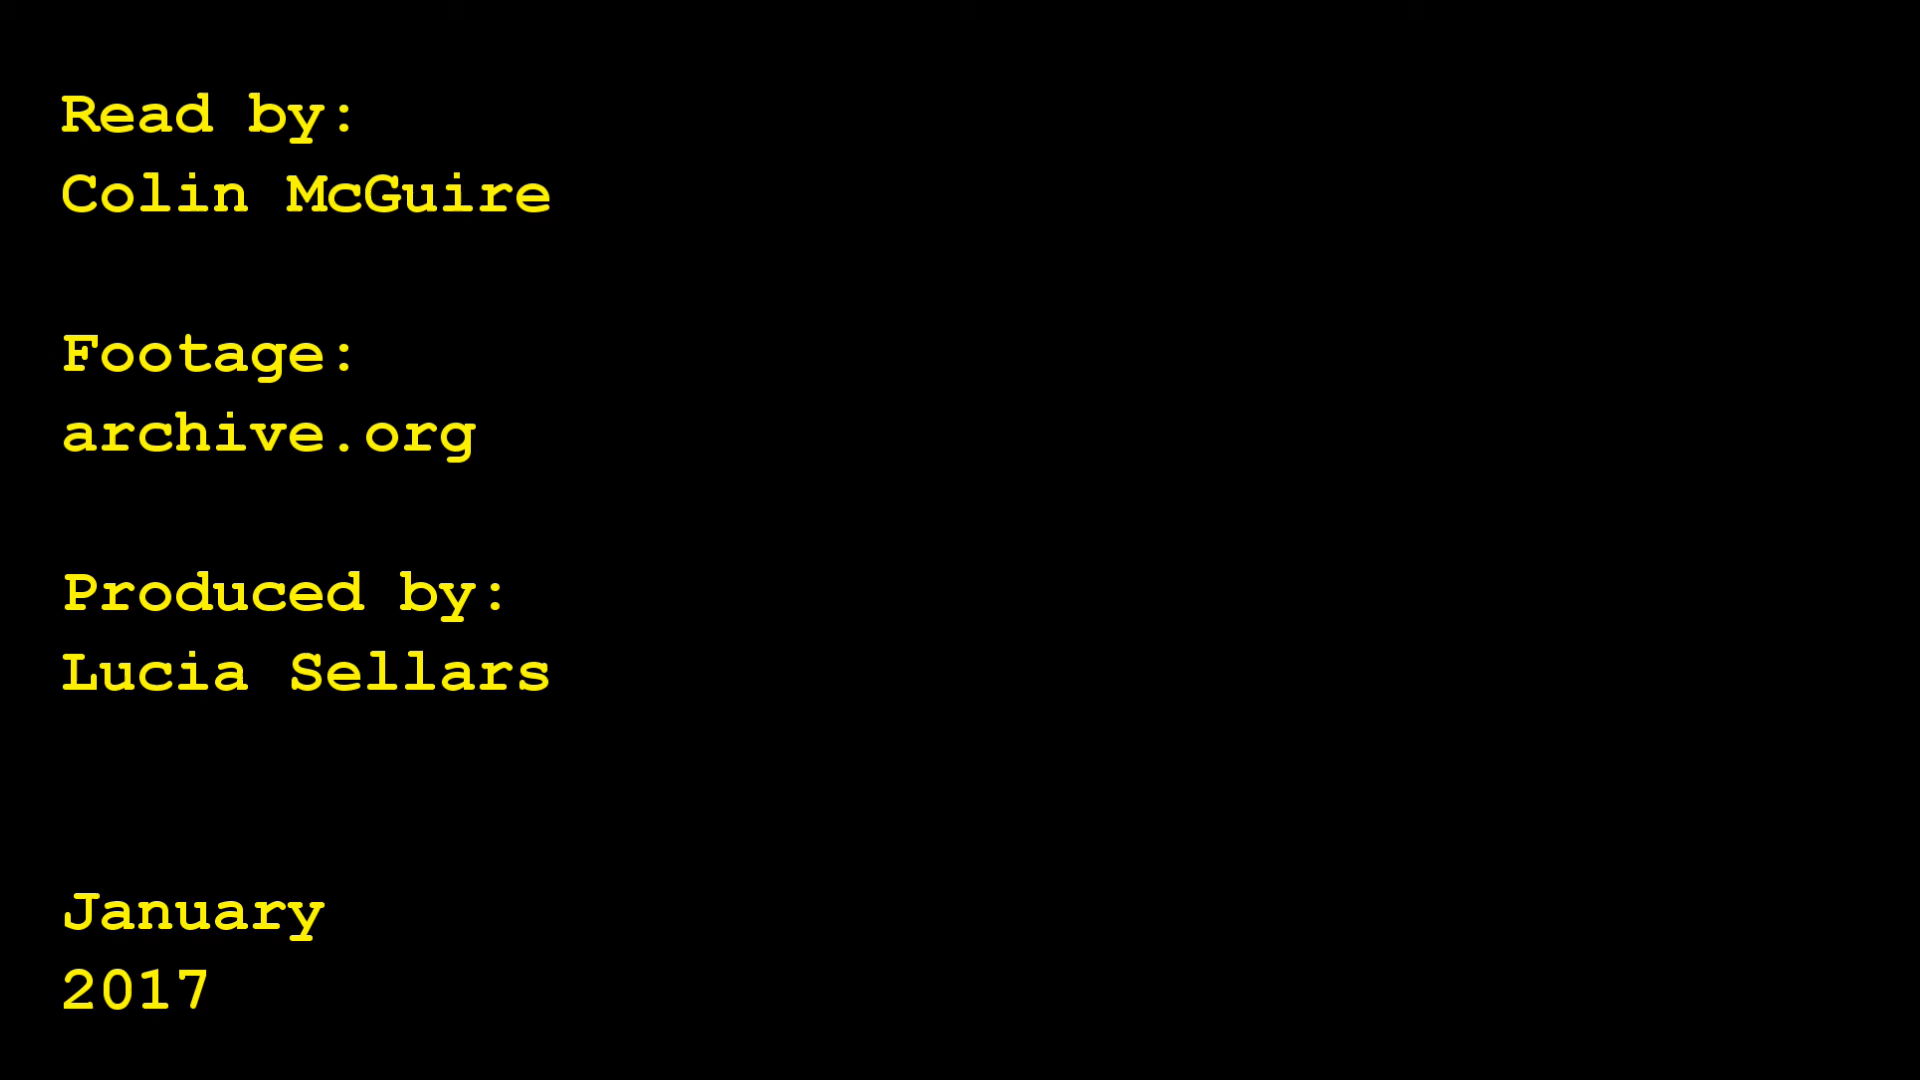 Read by:
Colin McGuire
Footage:
archive.org
Produced by:
Lucia Sellars
January
2017